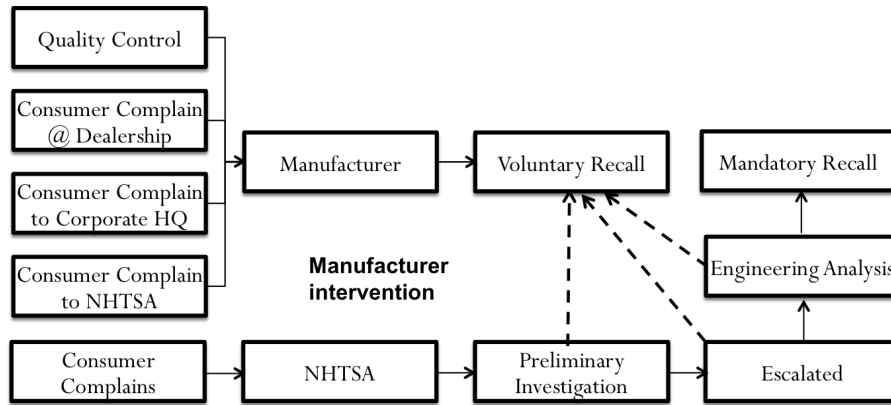 Quality Control
Consumer Complain
@ Dealership
Manufacturer
Voluntary Recall
Mandatory Recall
Consumer Complain
to Corporate HQ
Consumer Complain
to NHTSA
Manufacturer
intervention
Engineering Analysis
Consumer
Complains
NHTSA
Preliminary
Investigation
Escalated